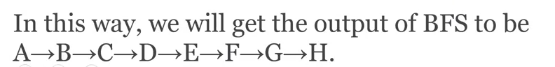 In this way, we will get the output of BFS to be
A→B→C→D→E→F→G→H.